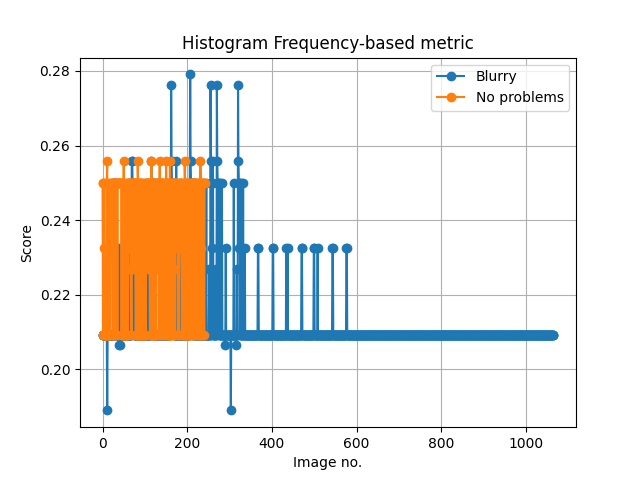 Histogram Frequency-based metric
Blurry
No problems
0.28
0.26
0.24
0.22
0.20
Score
0
200
400
600
800
1000
Image no.